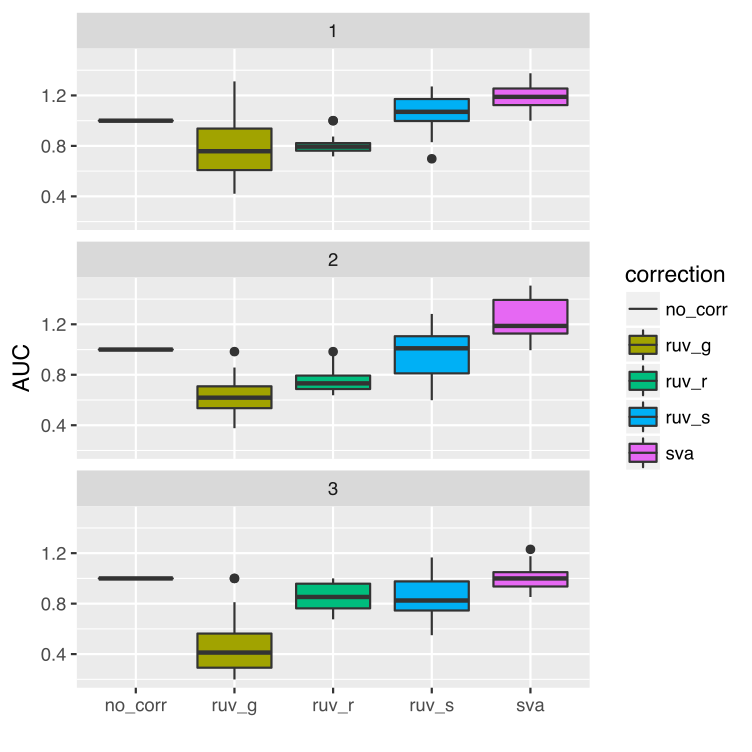 1
1.2
0.8
0.4
2
1.2
0.8
0.4
3
1.2
0.8
0.4
AUC
no_corr ruv_g ruv_r ruv_s sva
correction
no_corr
ruv_g
ruv_r
ruv_s
sva